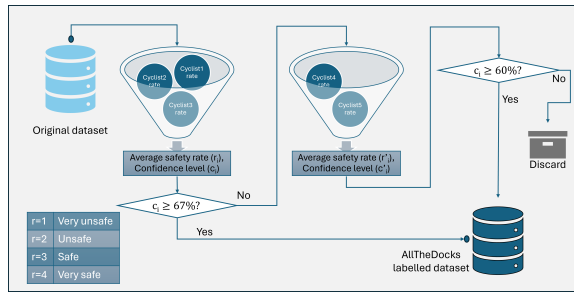 Original dataset
Cyclist2
rate
Cyclist1
rate
Cyclist3
rate
Average safety rate (rᵢ),
Confidence level (cᵢ)
cᵢ ≥ 67%?
No
Yes
Cyclist4
rate
Cyclist5
rate
Average safety rate (r'ᵢ),
Confidence level (c'ᵢ)
cᵢ ≥ 60%?
No
Yes
Discard
AllTheDocks
labelled dataset
r=1 Very unsafe
r=2 Unsafe
r=3 Safe
r=4 Very safe